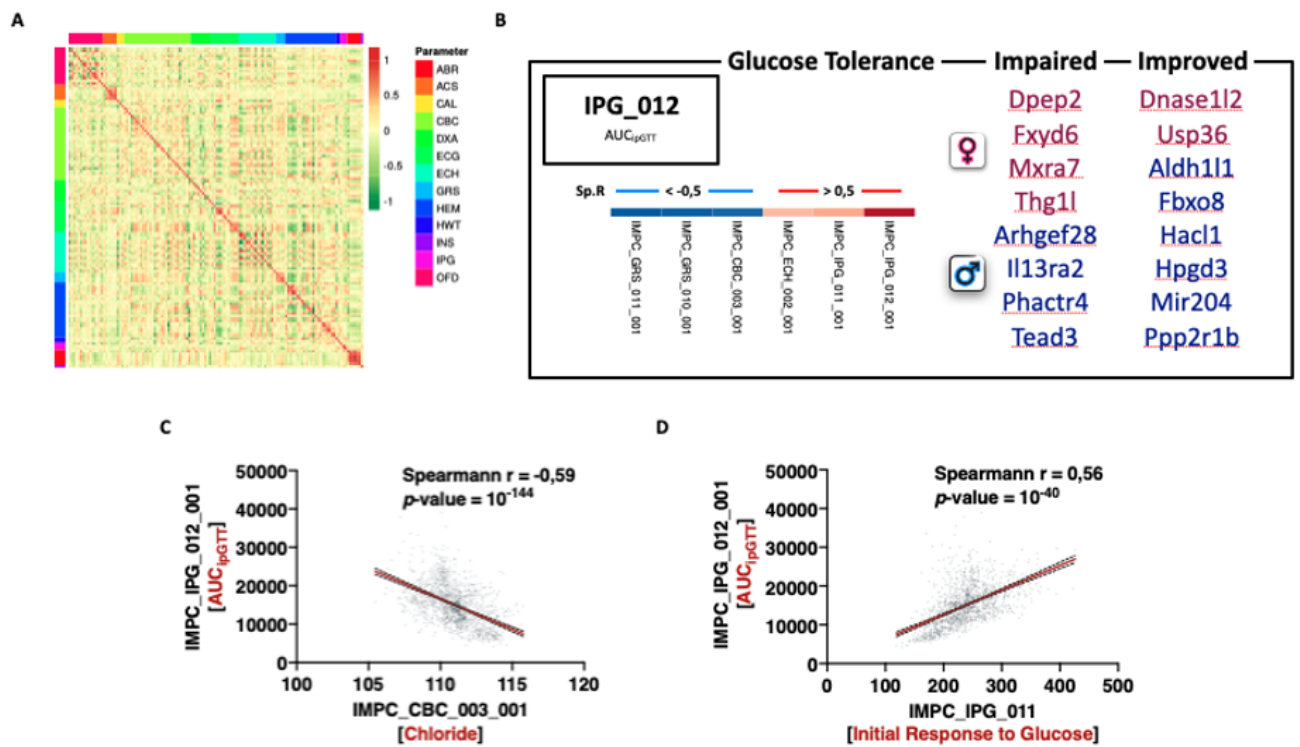 A
1
0.5
0
-0.5
-1
Parameter
ABR
ACS
CAL
CBC
DXA
ECG
ECH
GRS
HEM
HWT
INS
IPG
OFD
B
Glucose Tolerance
Impaired
Improved
IPG_012
AUCipGTT
Sp.R
< -0,5
> 0,5
IMPC_GRS_011_001
IMPC_GRS_010_001
IMPC_CBC_003_001
IMPC_ECH_002_001
IMPC_IPG_011_001
IMPC_IPG_012_001
Dpep2
Fxyd6
Mxra7
Thg1l
Arhgef28
Il13ra2
Phactr4
Tead3
Dnase1l2
Usp36
Aldh1l1
Fbxo8
Hacl1
Hpgd3
Mir204
Ppp2r1b
C
Spearmann r = -0,59
p-value = 10-144
IMPC_IPG_012_001
[AUCipGTT]
50000
40000
30000
20000
10000
0
100 105 110 115 120
IMPC_CBC_003_001
[Chloride]
D
Spearmann r = 0,56
p-value = 10-40
IMPC_IPG_012_001
[AUCipGTT]
50000
40000
30000
20000
10000
0
0 100 200 300 400 500
IMPC_IPG_011
[Initial Response to Glucose]